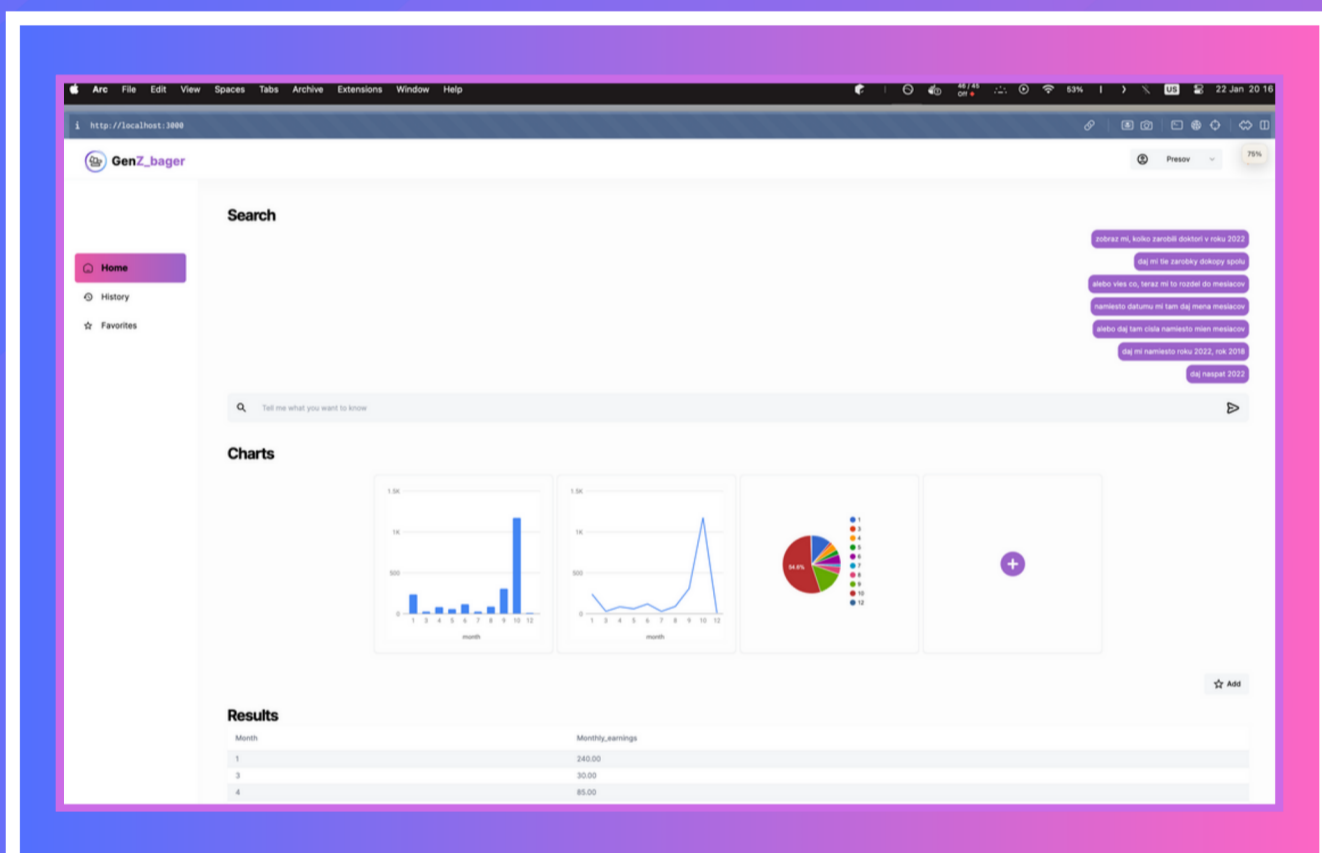 Arc File Edit View Spaces Tabs Archive Extensions Window Help 46/45 Off 53% US 22 Jan 20 16
http://localhost:3000
GenZ_bager Presov 75%
Search
zobraz mi, kolko zarobili doktori v roku 2022
daj mi tie zarobky dokopy spolu
alebo vies co, teraz mi to rozdel do mesiacov
namiesto datumu mi tam daj mena mesiacov
alebo daj tam cisla namiesto mien mesiacov
daj mi namiesto roku 2022, rok 2018
daj naspat 2022
Home
History
Favorites
Tell me what you want to know
Charts
1.5K
1K
500
0
1 3 4 5 6 7 8 9 10 12
month
1.5K
1K
500
0
1 3 4 5 6 7 8 9 10 12
month
54.6%
1
3
4
5
6
7
8
9
10
12
Add
Results
Month Monthly_earnings
1 240.00
3 30.00
4 85.00